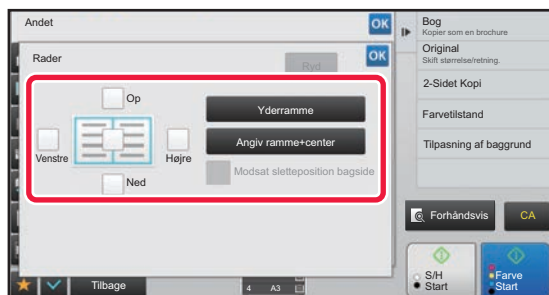 Andet
OK
Rader
Ryd
OK
Op
Venstre
Højre
Ned
Yderramme
Angiv ramme+center
Modsat sletteposition bagside
Tilbage
4 A3
Bog
Kopier som en brochure
Original
Skift størrelse/retning.
2-Sidet Kopi
Farvetilstand
Tilpasning af baggrund
Forhåndsvis
CA
S/H
Start
Farve
Start